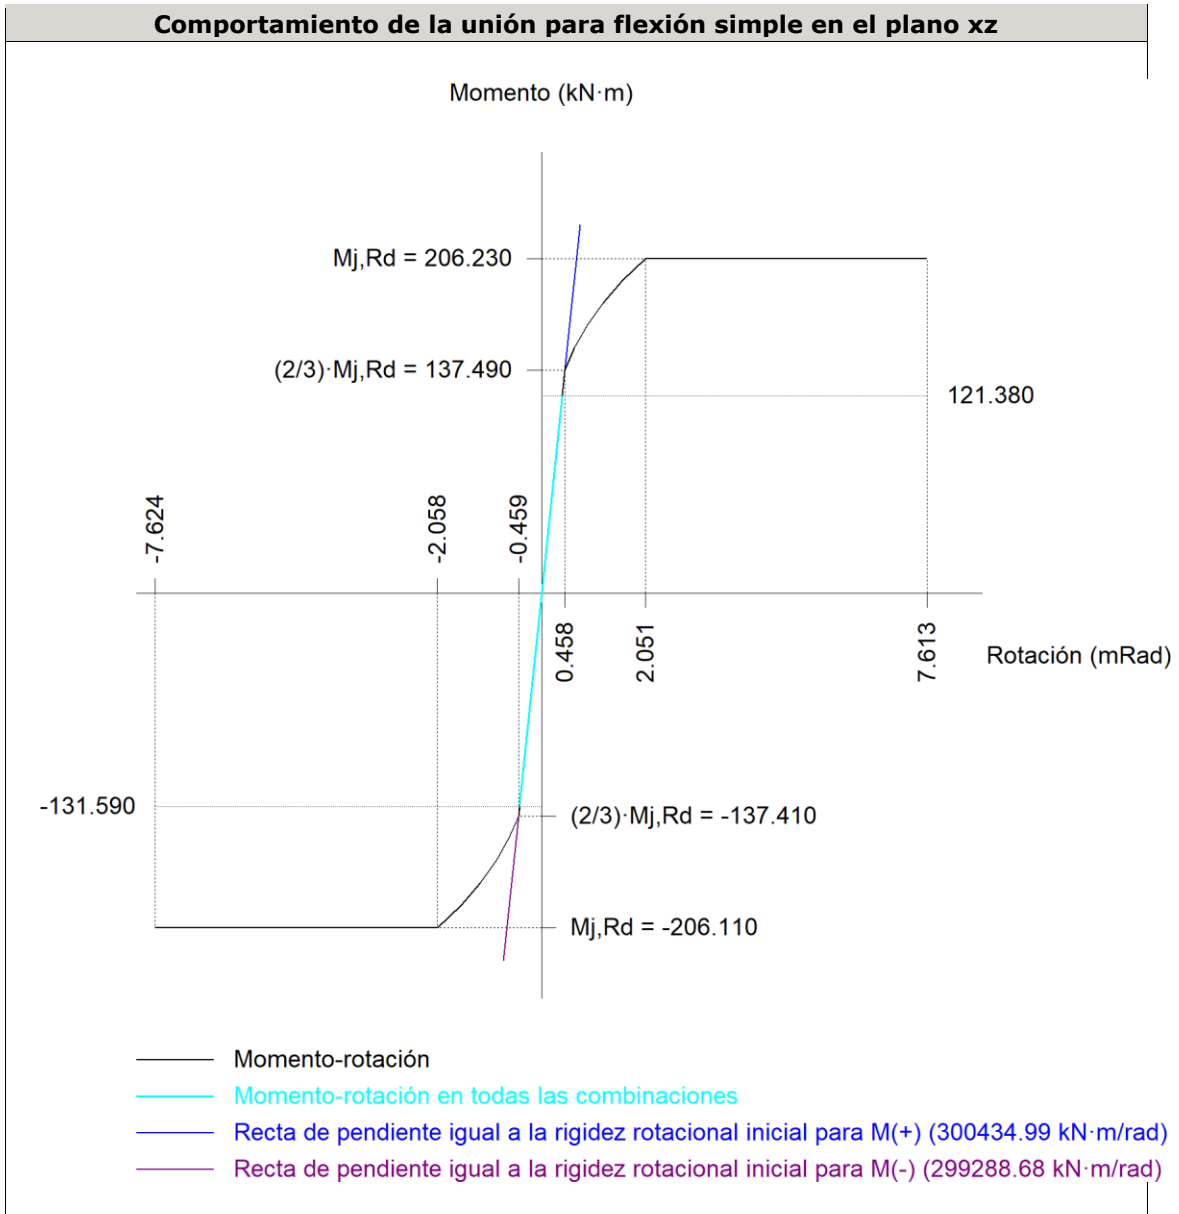 Comportamiento de la unión para flexión simple en el plano xz
Momento (kN·m)
Mj,Rd = 206.230
(2/3)·Mj,Rd = 137.490
121.380
-7.624
-2.058
-0.459
0.458
2.051
7.613
Rotación (mRad)
-131.590
(2/3)·Mj,Rd = -137.410
Mj,Rd = -206.110
Momento-rotación
Momento-rotación en todas las combinaciones
Recta de pendiente igual a la rigidez rotacional inicial para M(+) (300434.99 kN·m/rad)
Recta de pendiente igual a la rigidez rotacional inicial para M(-) (299288.68 kN·m/rad)